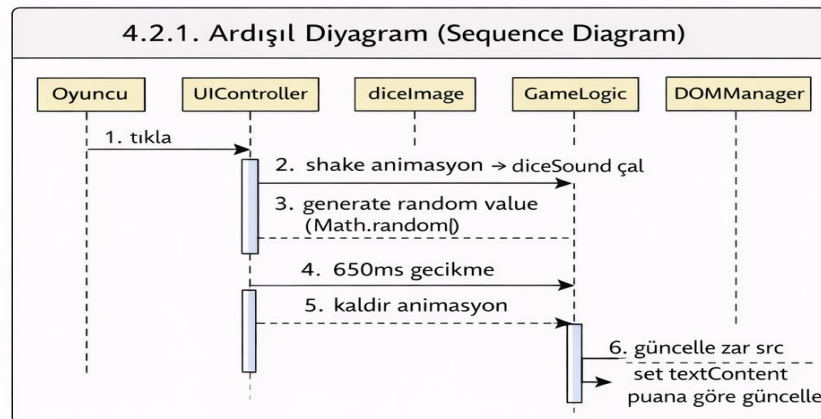 4.2.1. Ardışıl Diyagram (Sequence Diagram)
Oyuncu
UIController
diceImage
GameLogic
DOMManager
1. tıkla
2. shake animasyon → diceSound çal
3. generate random value
(Math.random[)
4. 650ms gecikme
5. kaldir animasyon
6. güncelle zar src
set textContent
puana göre güncelle